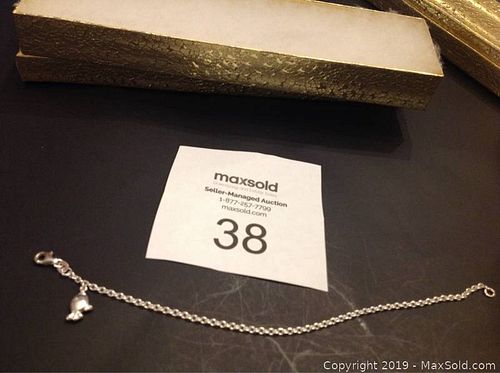 maxsold
Seller-Managed Auction
1-877-257-7799
maxsold.com
38
Copyright 2019 - MaxSold.com